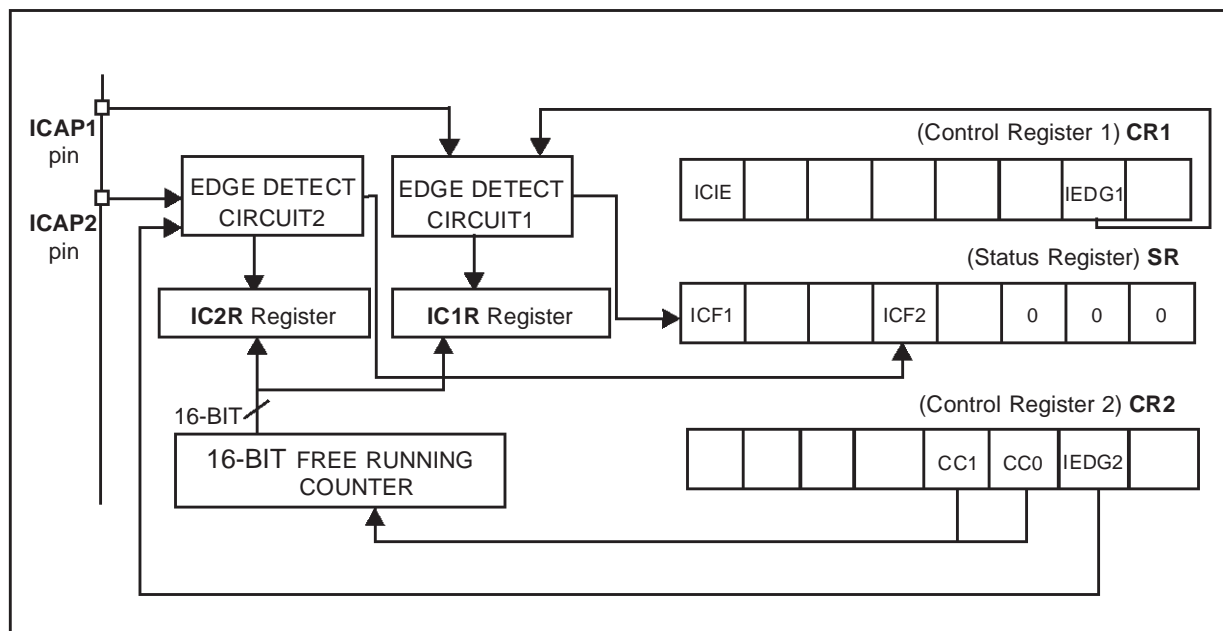 ICAP1
pin
ICAP2
pin
EDGE DETECT
CIRCUIT2
EDGE DETECT
CIRCUIT1
IC2R Register
IC1R Register
16-BIT
16-BIT FREE RUNNING
COUNTER
(Control Register 1) CR1
ICIE
IEDG1
(Status Register) SR
ICF1
ICF2
0
0
0
(Control Register 2) CR2
CC1
CC0
IEDG2